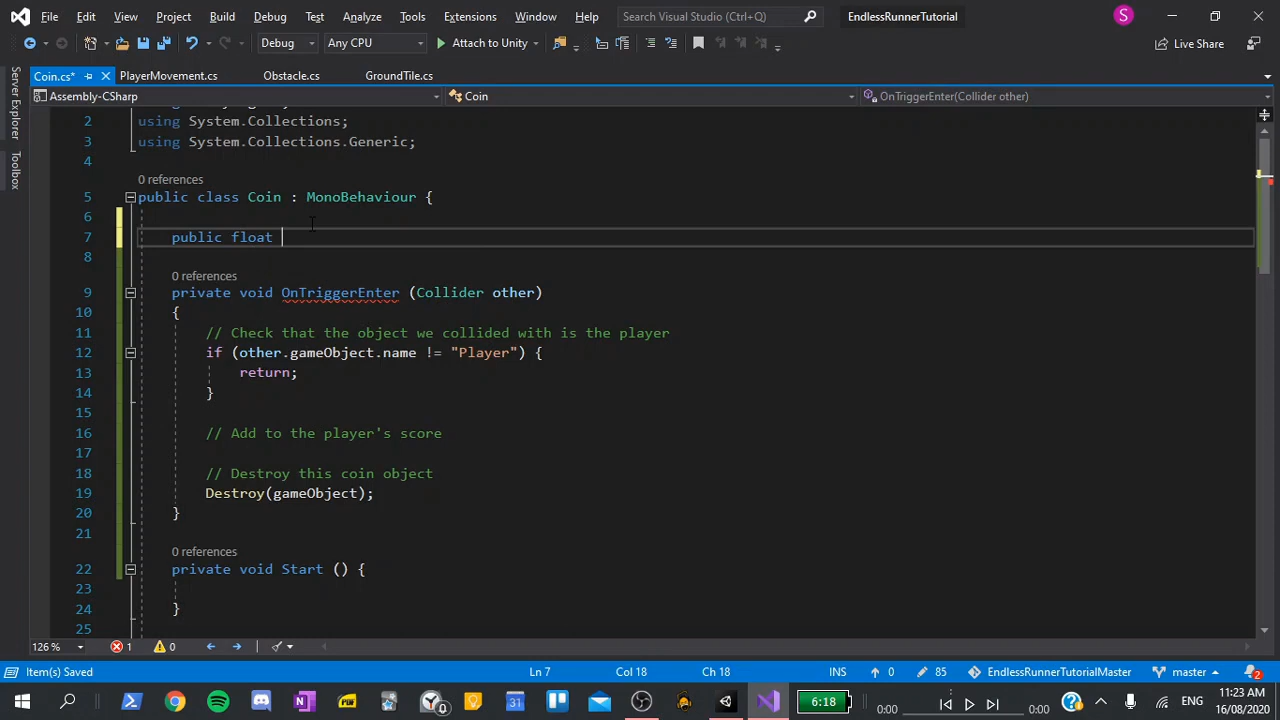 File Edit View Project Build Debug Test Analyze Tools Extensions Window Help Search Visual Studio (Ctrl+Q) EndlessRunnerTutorial S
Debug Any CPU Attach to Unity Live Share
Coin.cs* PlayerMovement.cs Obstacle.cs GroundTile.cs
Server Explorer
Toolbox
Assembly-CSharp Coin OnTriggerEnter(Collider other)
2 using System.Collections;
3 using System.Collections.Generic;
4
0 references
5 public class Coin : MonoBehaviour {
6
7 public float
8
0 references
9 private void OnTriggerEnter (Collider other)
10 {
11 // Check that the object we collided with is the player
12 if (other.gameObject.name != "Player") {
13 return;
14 }
15
16 // Add to the player's score
17
18 // Destroy this coin object
19 Destroy(gameObject);
20 }
21
0 references
22 private void Start () {
23
24 }
25
126 % 1 0
Item(s) Saved Ln 7 Col 18 Ch 18 INS 0 85 EndlessRunnerTutorialMaster master 2
6:18 0:00 0:00 ENG 11:23 AM
16/08/2020